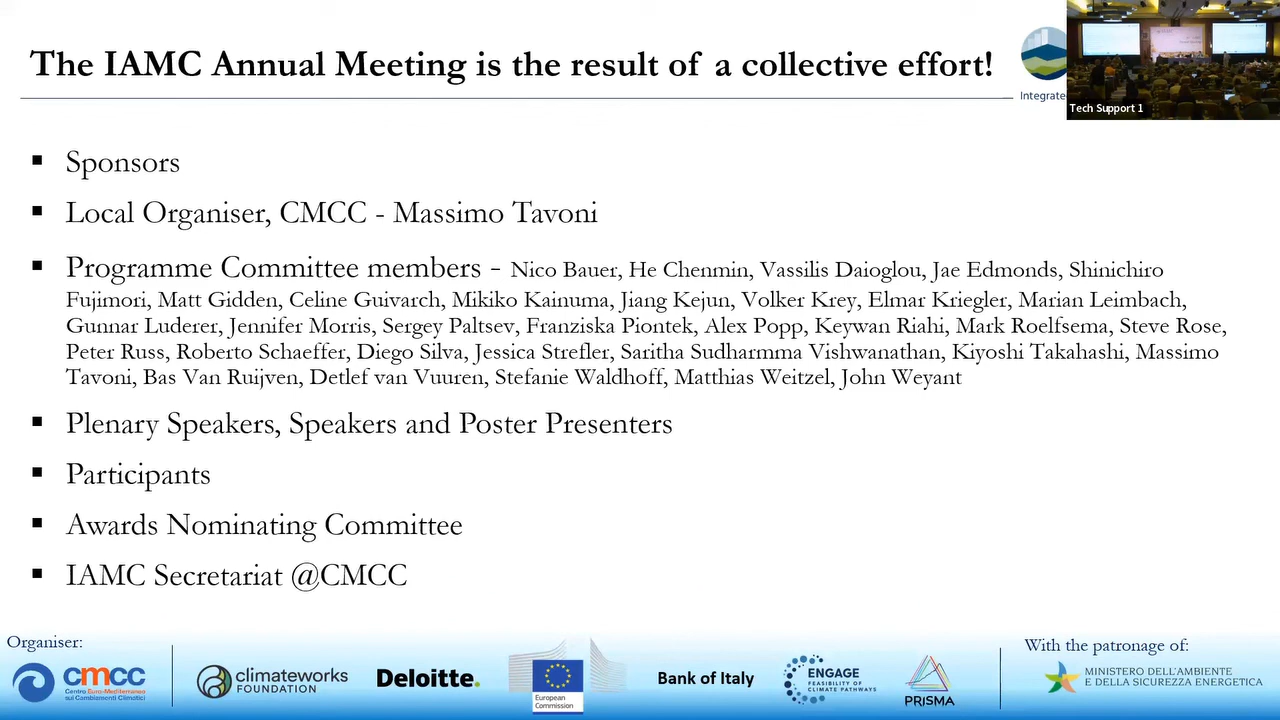 The IAMC Annual Meeting is the result of a collective effort!
Integrate
Tech Support 1
▪ Sponsors
▪ Local Organiser, CMCC - Massimo Tavoni
▪ Programme Committee members - Nico Bauer, He Chenmin, Vassilis Daioglou, Jae Edmonds, Shinichiro
Fujimori, Matt Gidden, Celine Guivarch, Mikiko Kainuma, Jiang Kejun, Volker Krey, Elmar Kriegler, Marian Leimbach,
Gunnar Luderer, Jennifer Morris, Sergey Paltsev, Franziska Piontek, Alex Popp, Keywan Riahi, Mark Roelfsema, Steve Rose,
Peter Russ, Roberto Schaeffer, Diego Silva, Jessica Strefler, Saritha Sudharmma Vishwanathan, Kiyoshi Takahashi, Massimo
Tavoni, Bas Van Ruijven, Detlef van Vuuren, Stefanie Waldhoff, Matthias Weitzel, John Weyant
▪ Plenary Speakers, Speakers and Poster Presenters
▪ Participants
▪ Awards Nominating Committee
▪ IAMC Secretariat @CMCC
Organiser:
cmcc
Centro Euro-Mediterraneo
sui Cambiamenti Climatici
climateworks
FOUNDATION
Deloitte.
European
Commission
Bank of Italy
ENGAGE
FEASIBILITY OF
CLIMATE PATHWAYS
PRISMA
With the patronage of:
MINISTERO DELL'AMBIENTE
E DELLA SICUREZZA ENERGETICA